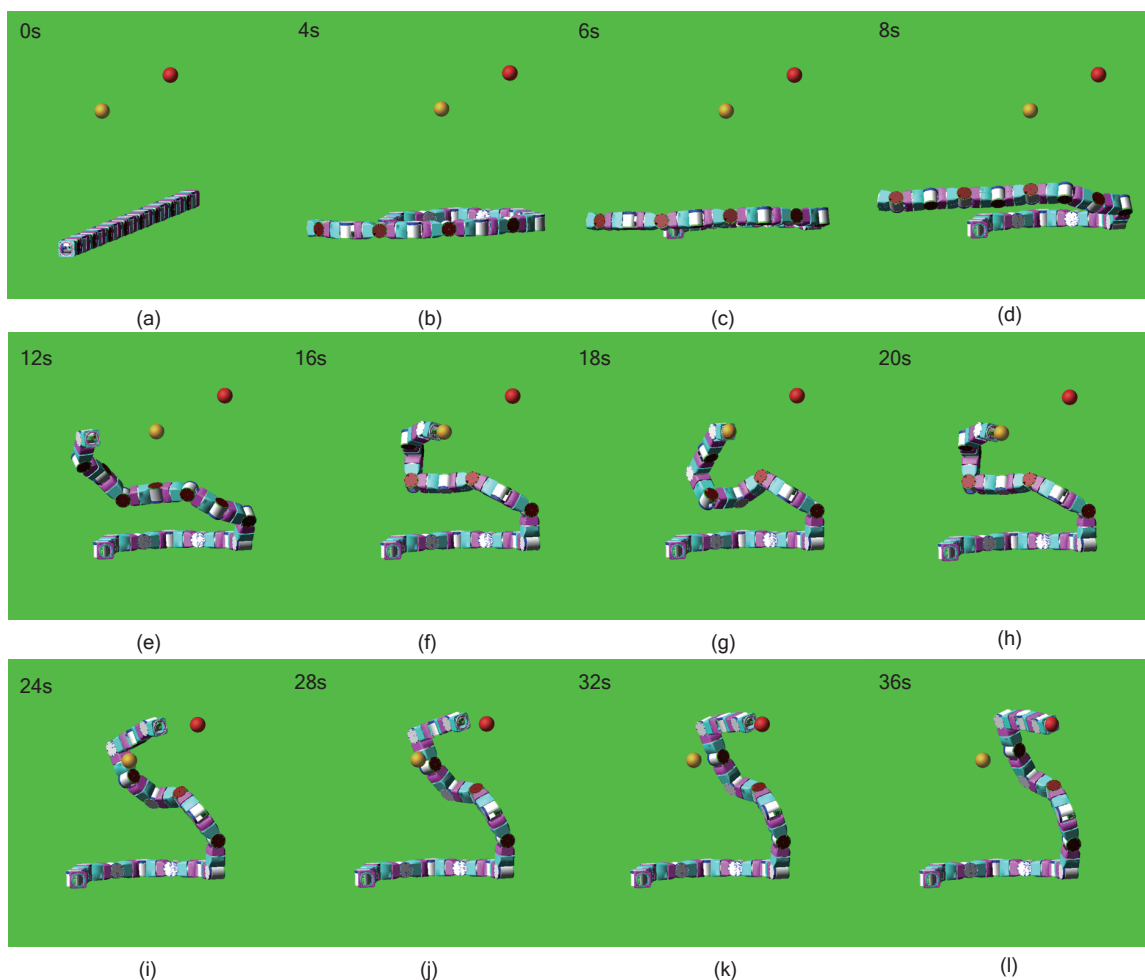 0s 4s 6s 8s
(a) (b) (c) (d)
12s 16s 18s 20s
(e) (f) (g) (h)
24s 28s 32s 36s
(i) (j) (k) (l)